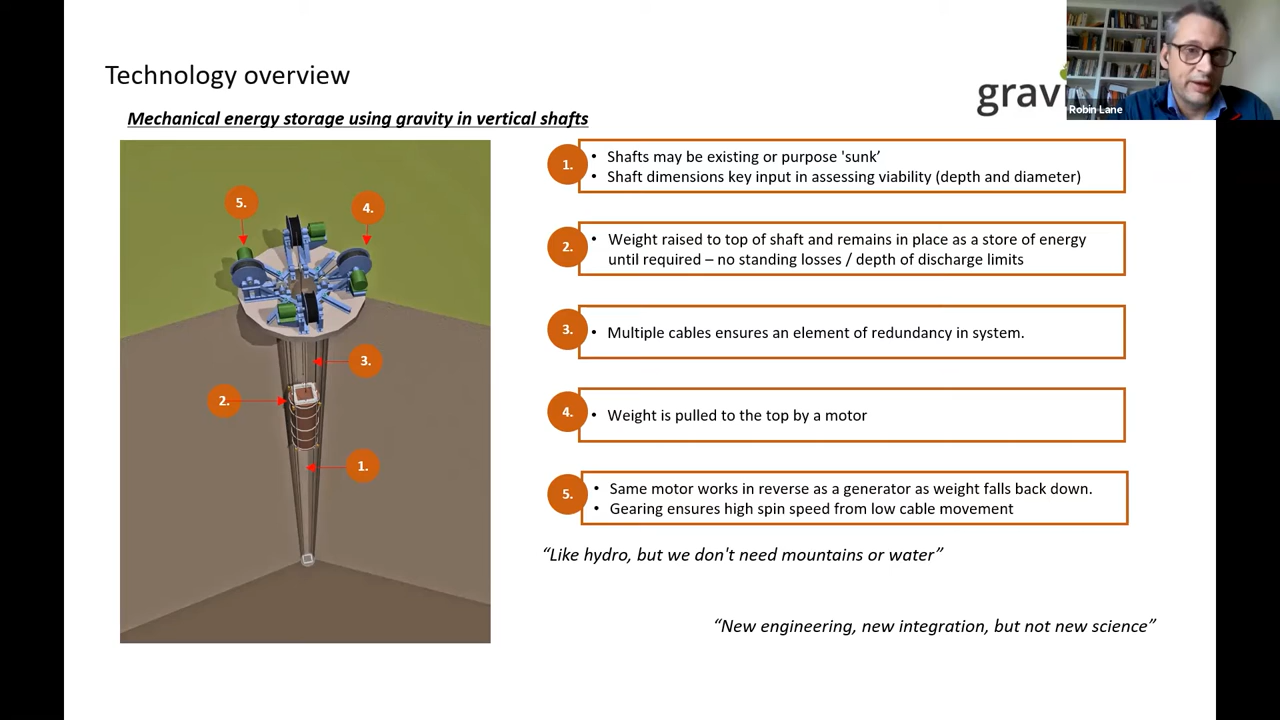 Technology overview
grav
Robin Lane
Mechanical energy storage using gravity in vertical shafts
5.
4.
3.
2.
1.
1.
• Shafts may be existing or purpose 'sunk’
• Shaft dimensions key input in assessing viability (depth and diameter)
2.
• Weight raised to top of shaft and remains in place as a store of energy
until required – no standing losses / depth of discharge limits
3.
• Multiple cables ensures an element of redundancy in system.
4.
• Weight is pulled to the top by a motor
5.
• Same motor works in reverse as a generator as weight falls back down.
• Gearing ensures high spin speed from low cable movement
“Like hydro, but we don't need mountains or water”
“New engineering, new integration, but not new science”